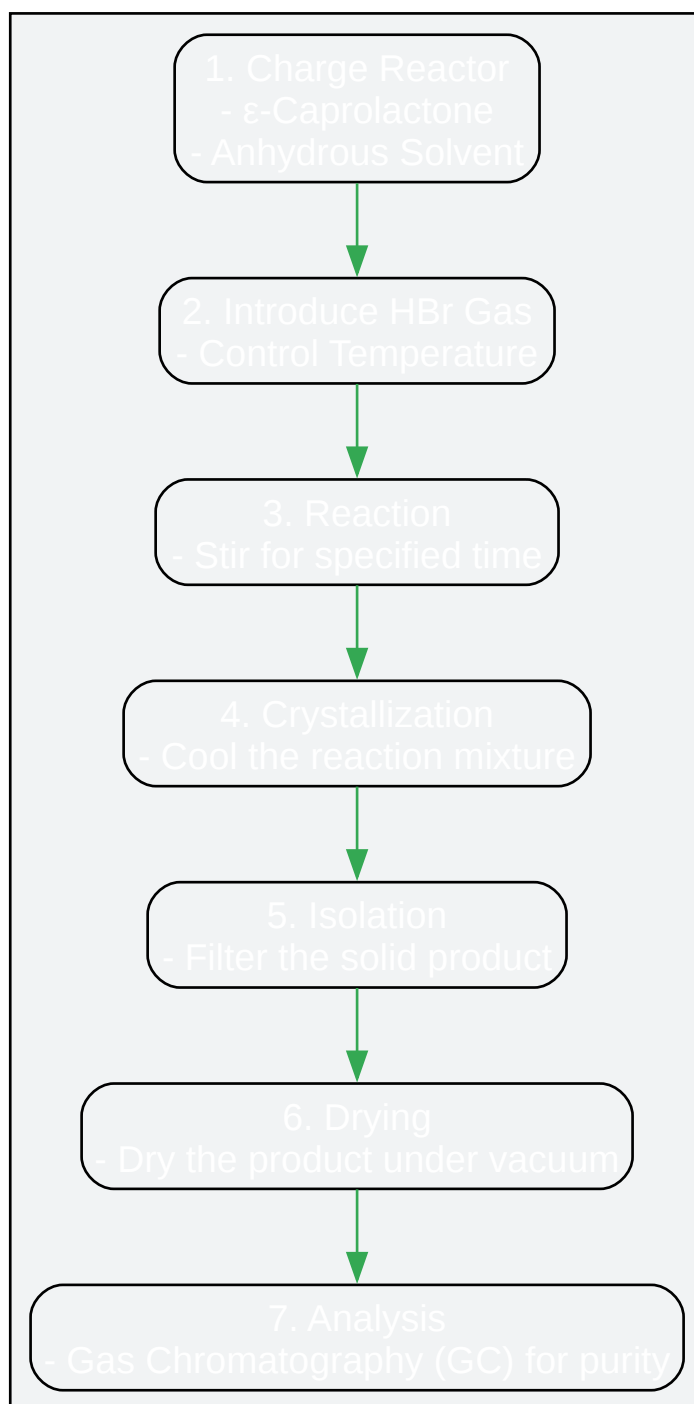 1. Charge Reactor
- ε-Caprolactone
- Anhydrous Solvent
2. Introduce HBr Gas
- Control Temperature
3. Reaction
- Stir for specified time
4. Crystallization
- Cool the reaction mixture
5. Isolation
- Filter the solid product
6. Drying
- Dry the product under vacuum
7. Analysis
- Gas Chromatography (GC) for purity